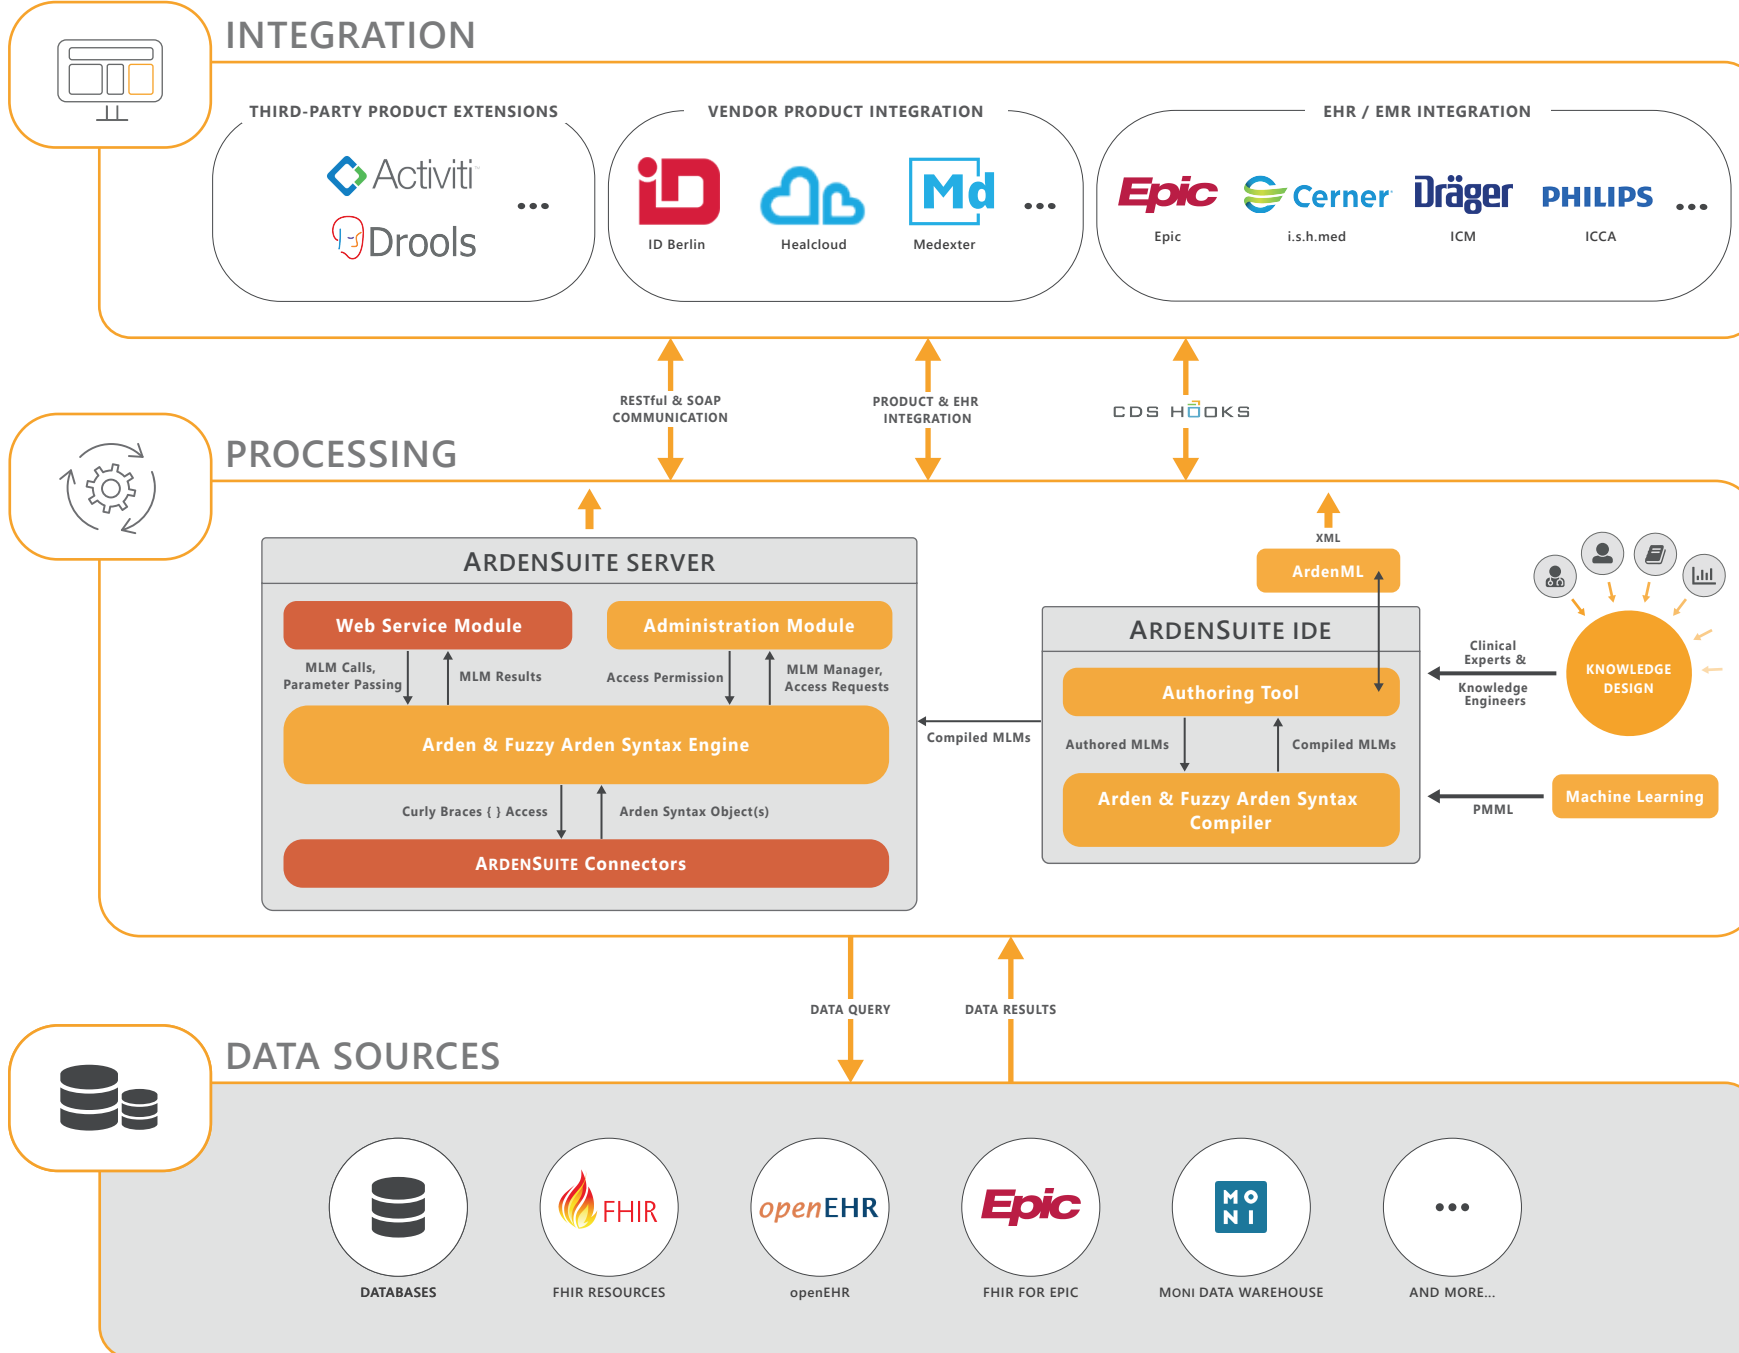 INTEGRATION
THIRD-PARTY PRODUCT EXTENSIONS
VENDOR PRODUCT INTEGRATION
EHR / EMR INTEGRATION
Activiti
Drools
...
iD
ID Berlin
Healcloud
Md
Medexter
...
Epic
Epic
Cerner
i.s.h.med
Dräger
ICM
PHILIPS
ICCA
...
RESTful & SOAP
COMMUNICATION
PRODUCT & EHR
INTEGRATION
CDS HOOKS
PROCESSING
ARDENSUITE SERVER
Web Service Module
Administration Module
MLM Calls,
Parameter Passing
MLM Results
Access Permission
MLM Manager,
Access Requests
Arden & Fuzzy Arden Syntax Engine
Curly Braces { } Access
Arden Syntax Object(s)
ARDENSUITE Connectors
Compiled MLMs
XML
ArdenML
ARDENSUITE IDE
Authoring Tool
Authored MLMs
Compiled MLMs
Arden & Fuzzy Arden Syntax
Compiler
Clinical
Experts &
Knowledge
Engineers
KNOWLEDGE
DESIGN
PMML
Machine Learning
DATA QUERY
DATA RESULTS
DATA SOURCES
DATABASES
FHIR
FHIR RESOURCES
openEHR
openEHR
Epic
FHIR FOR EPIC
MO
NI
MONI DATA WAREHOUSE
...
AND MORE...